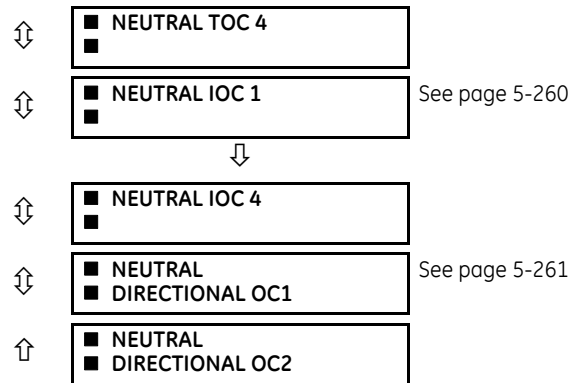 ■ NEUTRAL TOC 4
■
■ NEUTRAL IOC 1 See page 5-260
■
■ NEUTRAL IOC 4
■
■ NEUTRAL See page 5-261
■ DIRECTIONAL OC1
■ NEUTRAL
■ DIRECTIONAL OC2